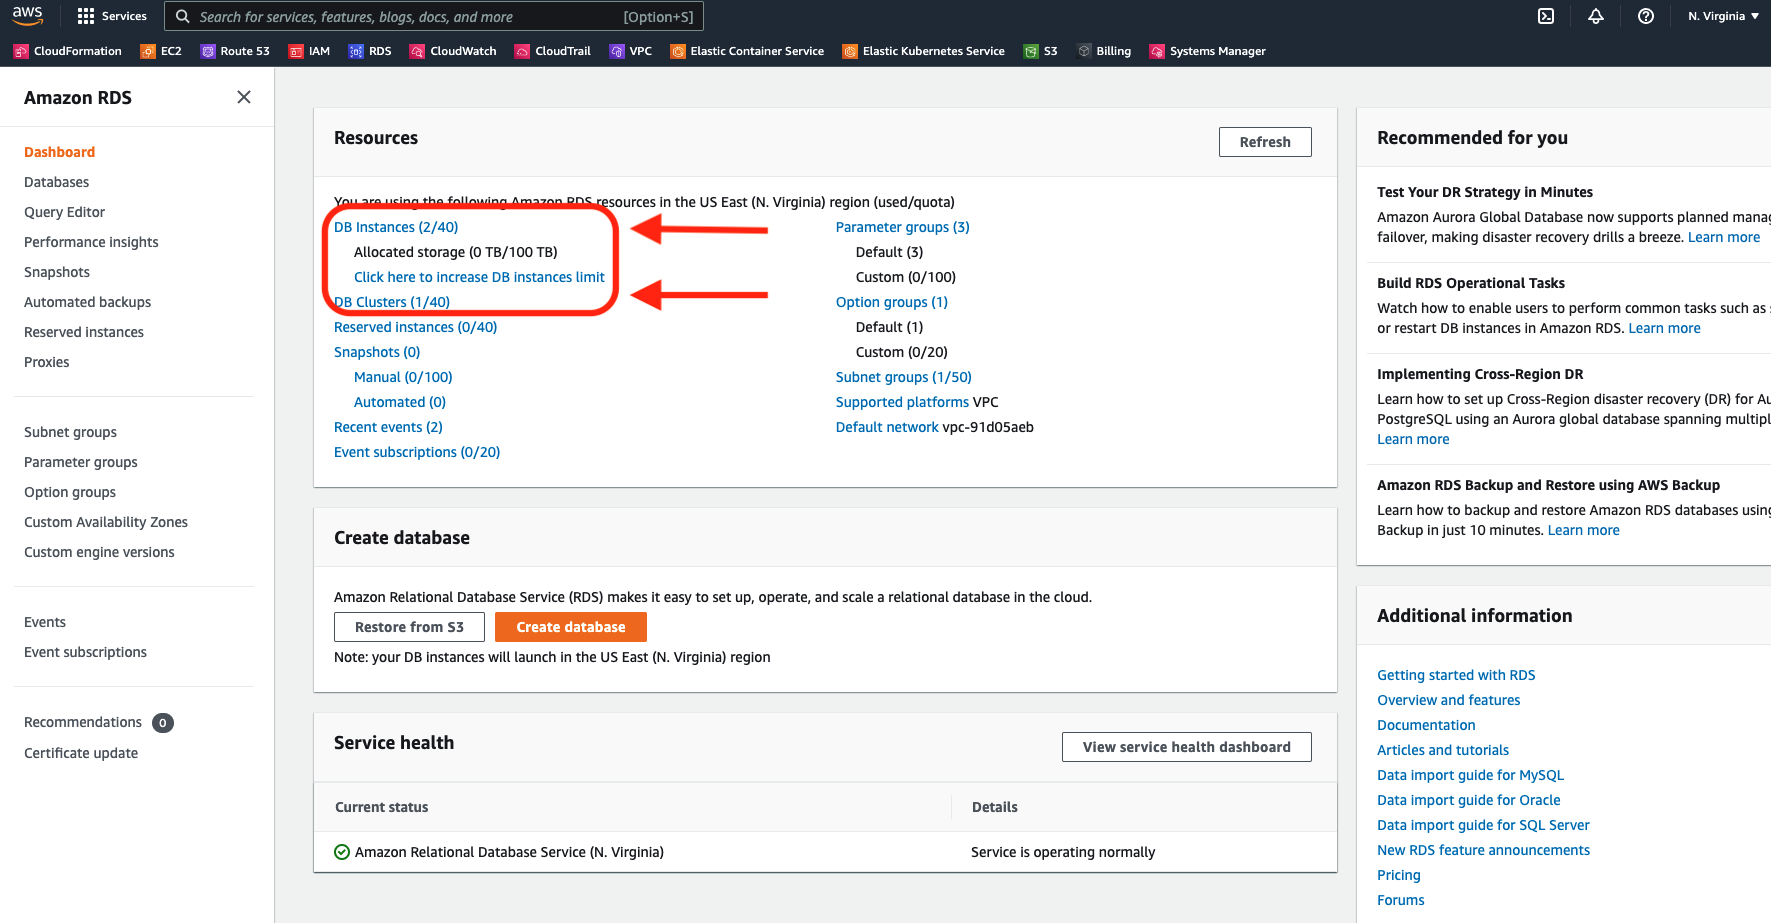 aws
Services
Search for services, features, blogs, docs, and more
[Option+S]
N. Virginia
CloudFormation
EC2
Route 53
IAM
RDS
CloudWatch
CloudTrail
VPC
Elastic Container Service
Elastic Kubernetes Service
S3
Billing
Systems Manager
Amazon RDS
Dashboard
Databases
Query Editor
Performance insights
Snapshots
Automated backups
Reserved instances
Proxies
Subnet groups
Parameter groups
Option groups
Custom Availability Zones
Custom engine versions
Events
Event subscriptions
Recommendations 0
Certificate update
Resources
Refresh
You are using the following Amazon RDS resources in the US East (N. Virginia) region (used/quota)
DB Instances (2/40)
Allocated storage (0 TB/100 TB)
Click here to increase DB instances limit
DB Clusters (1/40)
Reserved instances (0/40)
Snapshots (0)
Manual (0/100)
Automated (0)
Recent events (2)
Event subscriptions (0/20)
Parameter groups (3)
Default (3)
Custom (0/100)
Option groups (1)
Default (1)
Custom (0/20)
Subnet groups (1/50)
Supported platforms VPC
Default network vpc-91d05aeb
Create database
Amazon Relational Database Service (RDS) makes it easy to set up, operate, and scale a relational database in the cloud.
Restore from S3
Create database
Note: your DB instances will launch in the US East (N. Virginia) region
Service health
View service health dashboard
Current status
Details
Amazon Relational Database Service (N. Virginia)
Service is operating normally
Recommended for you
Test Your DR Strategy in Minutes
Amazon Aurora Global Database now supports planned
failover, making disaster recovery drills a breeze. Learn more
Build RDS Operational Tasks
Watch how to enable users to perform common tasks such as
or restart DB instances in Amazon RDS. Learn more
Implementing Cross-Region DR
Learn how to set up Cross-Region disaster recovery (DR) for
PostgreSQL using an Aurora global database spanning
Learn more
Amazon RDS Backup and Restore using AWS Backup
Learn how to backup and restore Amazon RDS databases using
Backup in just 10 minutes. Learn more
Additional information
Getting started with RDS
Overview and features
Documentation
Articles and tutorials
Data import guide for MySQL
Data import guide for Oracle
Data import guide for SQL Server
New RDS feature announcements
Pricing
Forums